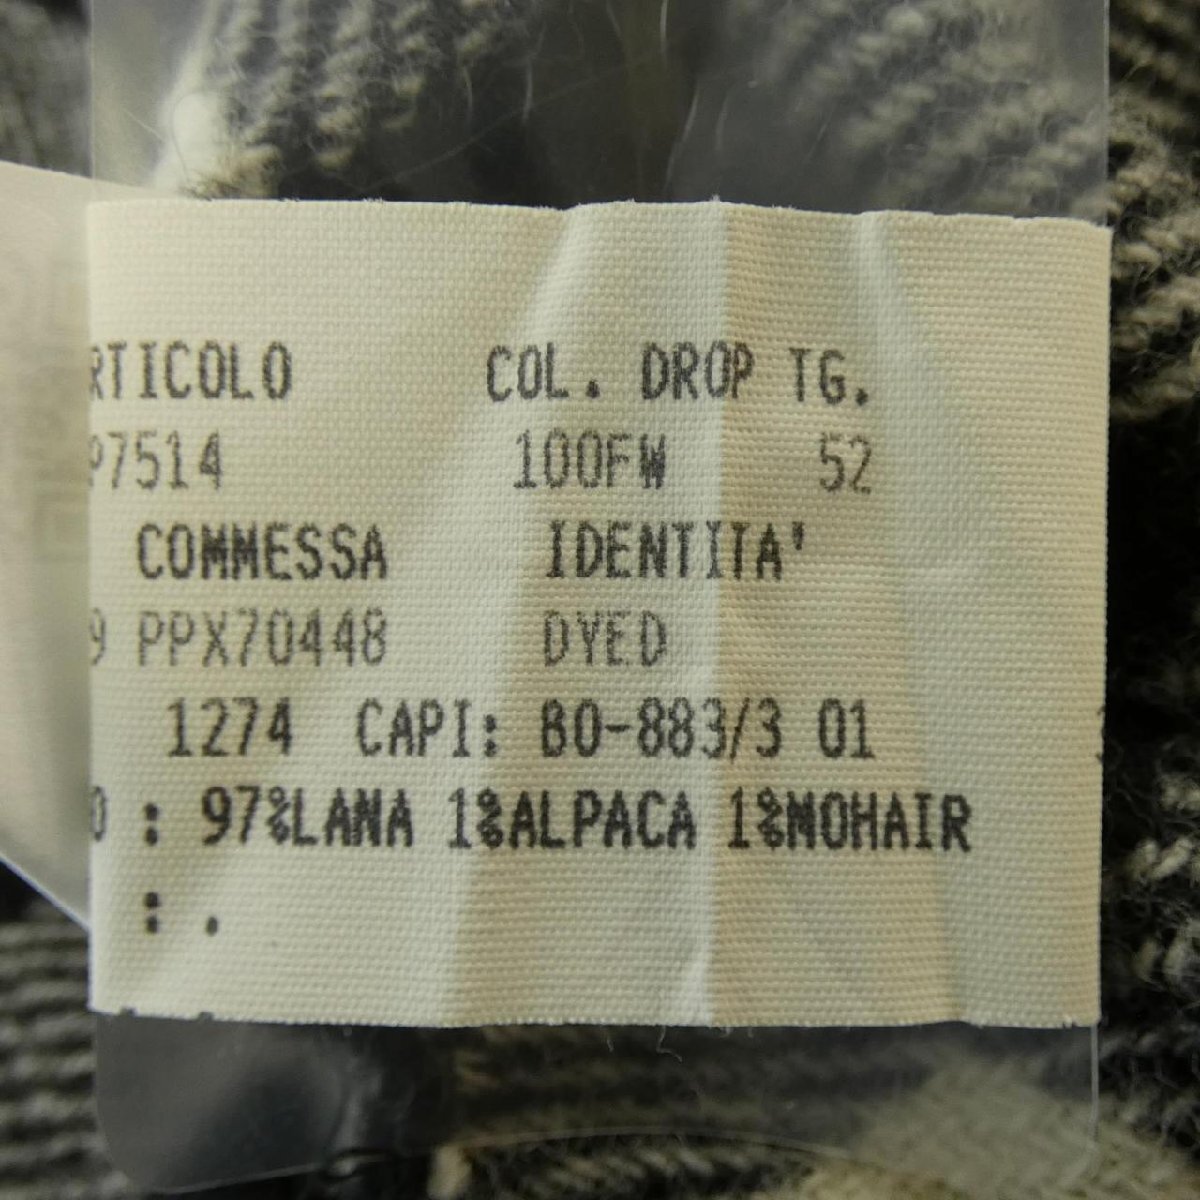 RTICOLO COL. DROP TG.
P7514 100FW 52
COMMESSA IDENTITA'
9 PPX70448 DYED
1274 CAPI: BO-883/3 01
0 : 97%LANA 1%ALPACA 1%MOHAIR
: .